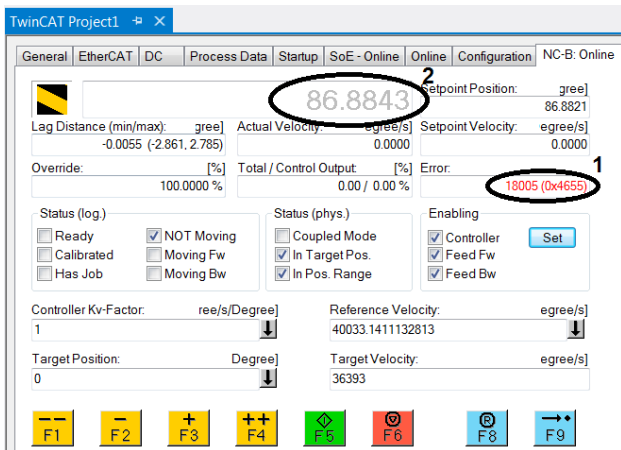 TwinCAT Project1
General EtherCAT DC Process Data Startup SoE - Online Online Configuration NC-B: Online
2
86.8843
Setpoint Position: gree]
86.8821
Lag Distance (min/max): gree] Actual Velocity: egree/s] Setpoint Velocity: egree/s]
-0.0055 (-2.861, 2.785) 0.0000 0.0000
Override: [%] Total / Control Output: [%] Error: 1
100.0000 % 0.00 / 0.00 % 18005 (0x4655)
Status (log.) Status (phys.) Enabling
Ready NOT Moving Coupled Mode Controller Set
Calibrated Moving Fw In Target Pos. Feed Fw
Has Job Moving Bw In Pos. Range Feed Bw
Controller Kv-Factor: ree/s/Degree] Reference Velocity: egree/s]
1 40033.1411132813
Target Position: Degree] Target Velocity: egree/s]
0 36393
-- - + ++ R
F1 F2 F3 F4 F5 F6 F8 F9